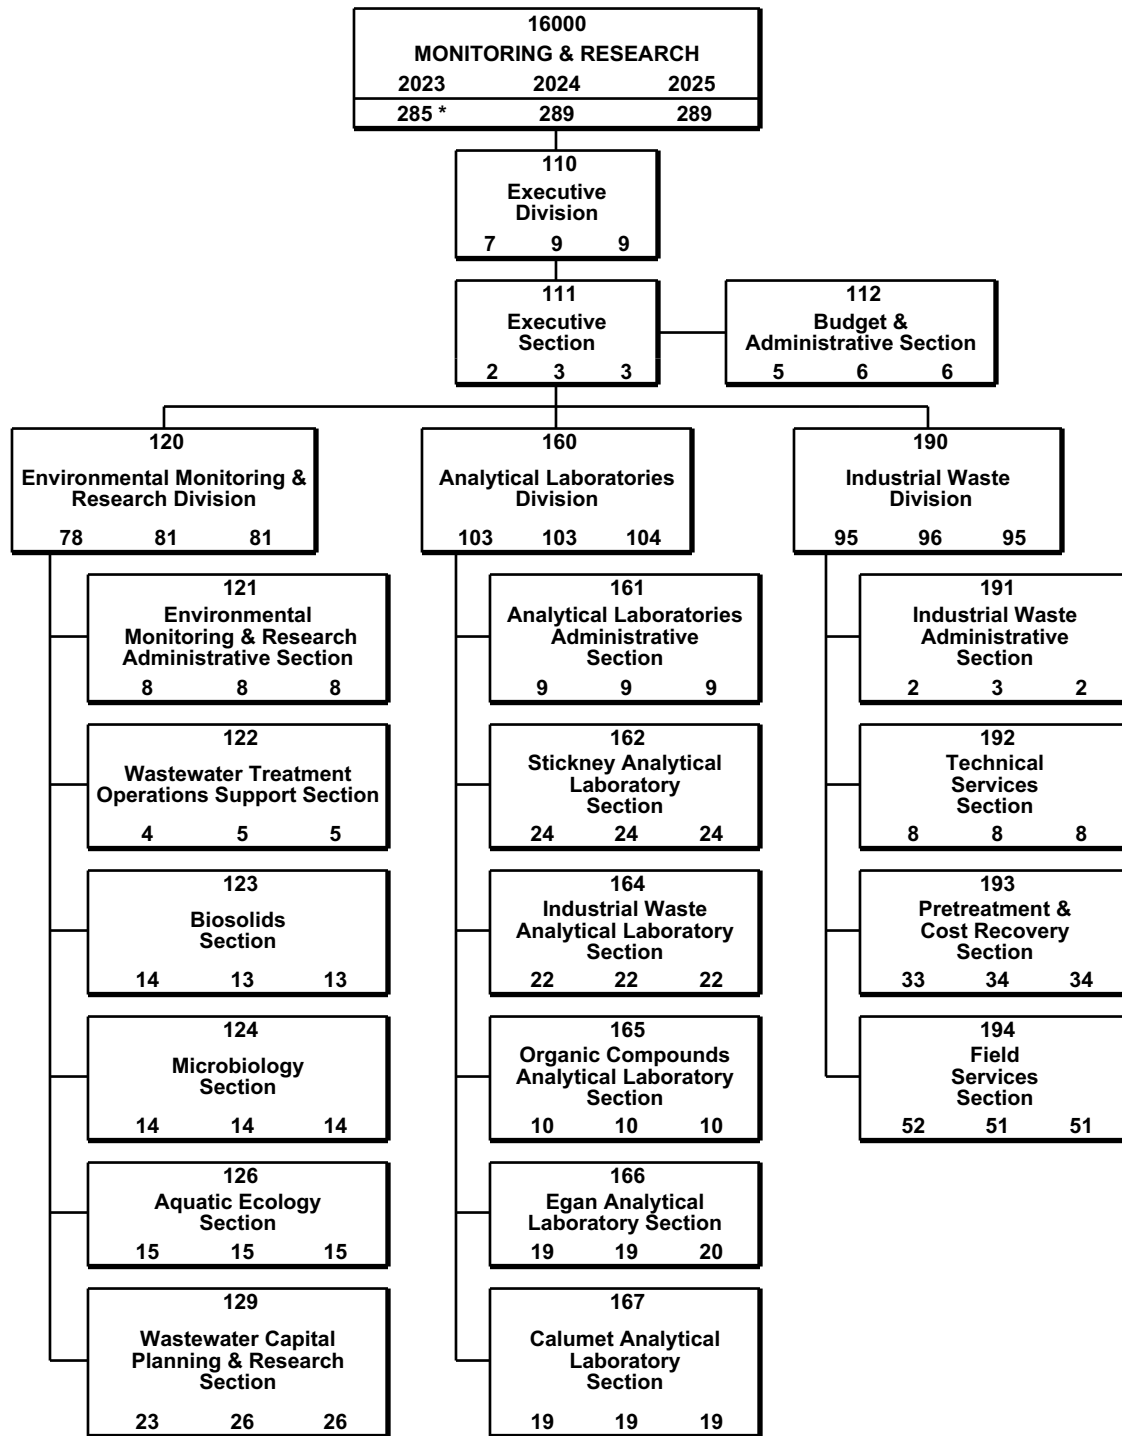 16000
MONITORING & RESEARCH
2023 2024 2025
285 * 289 289
110
Executive
Division
7 9 9
111
Executive
Section
2 3 3
112
Budget &
Administrative Section
5 6 6
120
Environmental Monitoring &
Research Division
78 81 81
121
Environmental
Monitoring & Research
Administrative Section
8 8 8
122
Wastewater Treatment
Operations Support Section
4 5 5
123
Biosolids
Section
14 13 13
124
Microbiology
Section
14 14 14
126
Aquatic Ecology
Section
15 15 15
129
Wastewater Capital
Planning & Research
Section
23 26 26
160
Analytical Laboratories
Division
103 103 104
161
Analytical Laboratories
Administrative
Section
9 9 9
162
Stickney Analytical
Laboratory
Section
24 24 24
164
Industrial Waste
Analytical Laboratory
Section
22 22 22
165
Organic Compounds
Analytical Laboratory
Section
10 10 10
166
Egan Analytical
Laboratory Section
19 19 20
167
Calumet Analytical
Laboratory
Section
19 19 19
190
Industrial Waste
Division
95 96 95
191
Industrial Waste
Administrative
Section
2 3 2
192
Technical
Services
Section
8 8 8
193
Pretreatment &
Cost Recovery
Section
33 34 34
194
Field
Services
Section
52 51 51